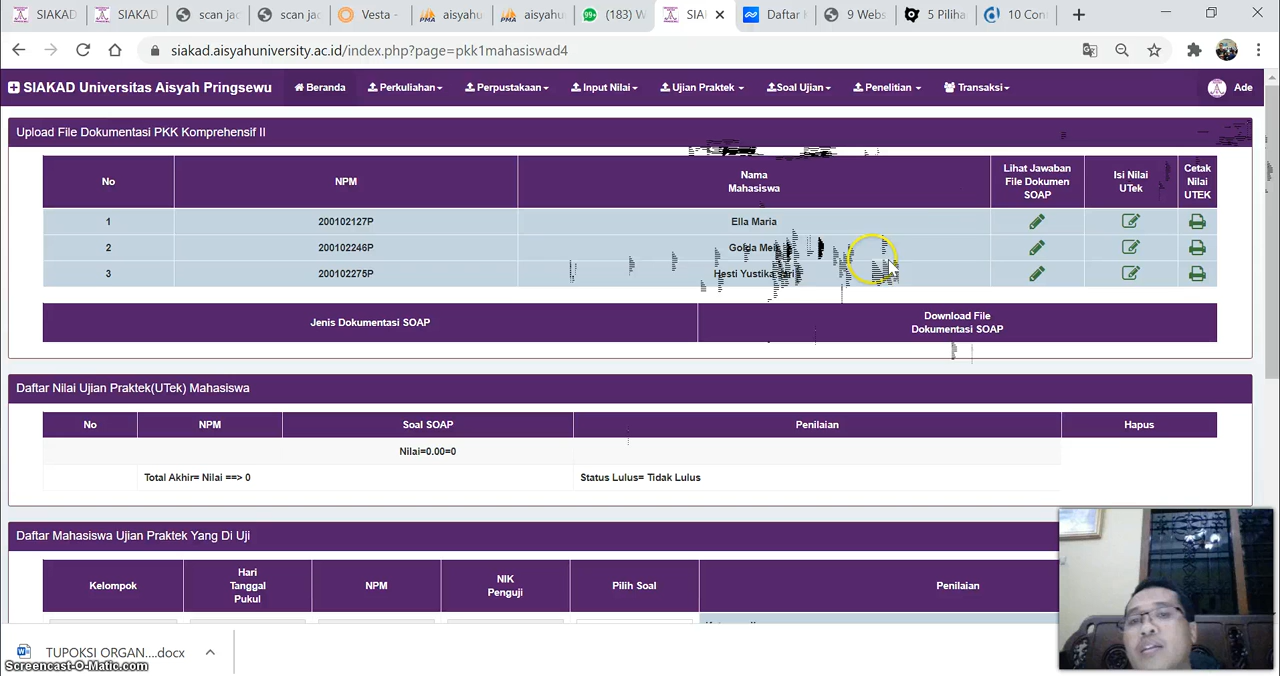 SIAKAD
SIAKAD
scan jac
scan jac
Vesta -
aisyahu
aisyahu
99+
(183) W
SIA
Daftar
9 Webs
5 Piliha
10 Con
siakad.aisyahuniversity.ac.id/index.php?page=pkk1mahasiswad4
SIAKAD Universitas Aisyah Pringsewu
Beranda
Perkuliahan
Perpustakaan
Input Nilai
Ujian Praktek
Soal Ujian
Penelitian
Transaksi
Ade
Upload File Dokumentasi PKK Komprehensif II
No
NPM
Nama
Mahasiswa
Lihat Jawaban
File Dokumen
SOAP
Isi Nilai
UTek
Cetak
Nilai
UTEK
1
200102127P
Ella Maria
2
200102246P
3
200102275P
Hesti Yustika
Jenis Dokumentasi SOAP
Download File
Dokumentasi SOAP
Daftar Nilai Ujian Praktek(UTek) Mahasiswa
No
NPM
Soal SOAP
Penilaian
Hapus
Nilai=0.00=0
Total Akhir= Nilai ==> 0
Status Lulus= Tidak Lulus
Daftar Mahasiswa Ujian Praktek Yang Di Uji
Kelompok
Hari
Tanggal
Pukul
NPM
NIK
Penguji
Pilih Soal
Penilaian
TUPOKSI ORGAN....docx
Screencast-O-Matic.com